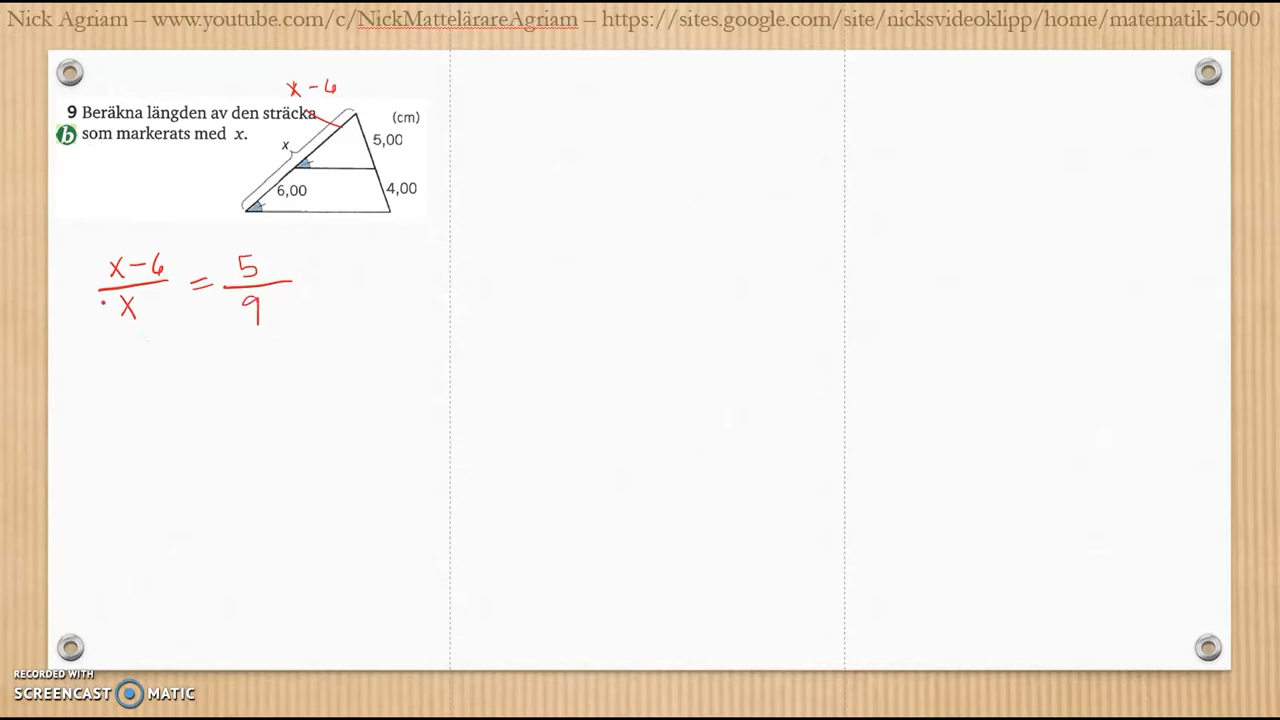 Nick Agriam – www.youtube.com/c/NickMattelärareAgriam – https://sites.google.com/site/nicksvideoklipp/home/matematik-5000
x – 6
9 Beräkna längden av den sträcka
b som markerats med x.
(cm)
5,00
x
6,00
4,00
x – 6 = 5
x 9
RECORDED WITH
SCREENCAST MATIC